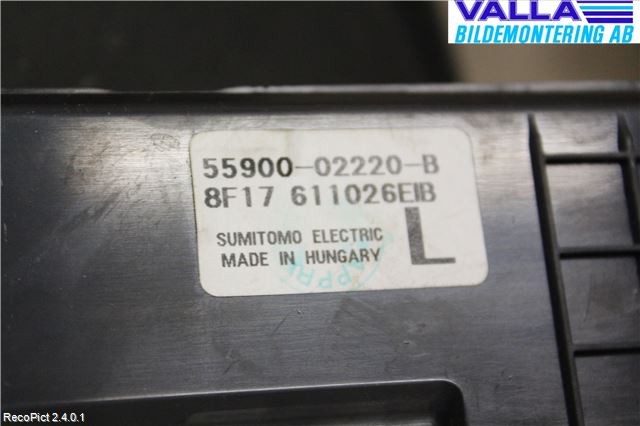 VALLA
BILDEMONTERING AB
55900-02220-B
8F17 611026EIB
SUMITOMO ELECTRIC
MADE IN HUNGARY
L
RecoPict 2.4.0.1